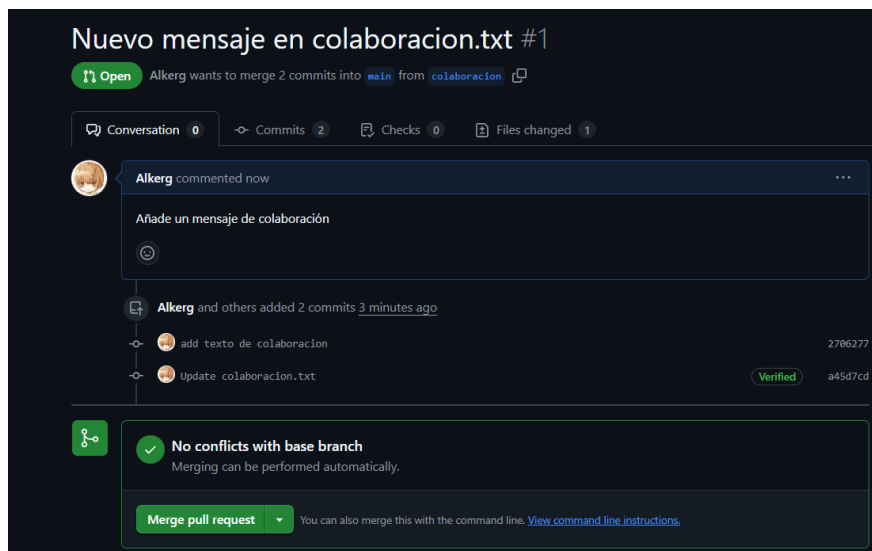 Nuevo mensaje en colaboracion.txt #1
Open Alkerg wants to merge 2 commits into main from colaboracion
Conversation 0 Commits 2 Checks 0 Files changed 1
Alkerg commented now ...
Añade un mensaje de colaboración
Alkerg and others added 2 commits 3 minutes ago
add texto de colaboracion 2706277
Update colaboracion.txt Verified a45d7cd
No conflicts with base branch
Merging can be performed automatically.
Merge pull request You can also merge this with the command line. View command line instructions.